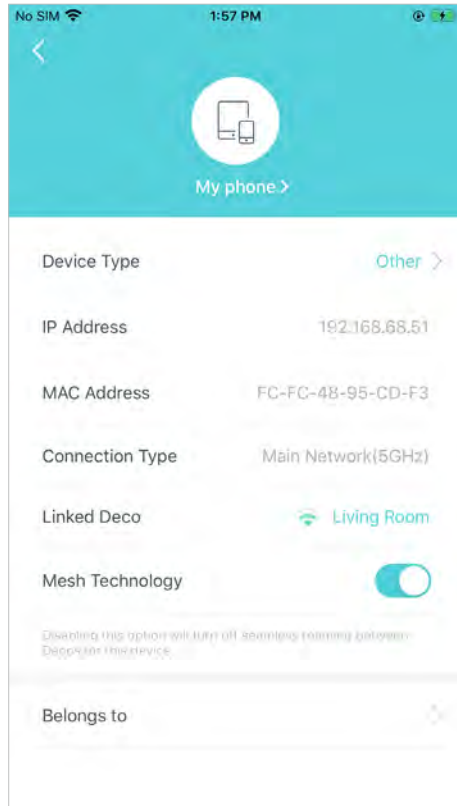 No SIM 1:57 PM
My phone >
Device Type Other >
IP Address 192.168.68.51
MAC Address FC-FC-48-95-CD-F3
Connection Type Main Network(5GHz)
Linked Deco Living Room
Mesh Technology
Disabling this option will turn off seamless roaming between
Decos for this device.
Belongs to